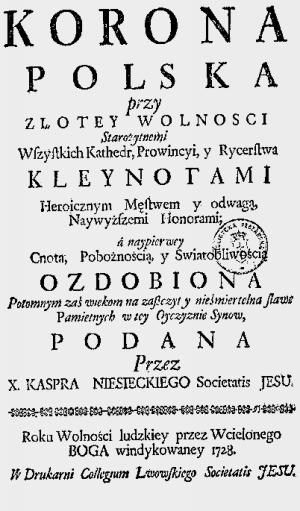 KORONA
POLSKA
przy
ZŁOTEY WOLNOSCI
Starożytnemi
Wszystkich Kathedr, Prowincyi, y Rycerstwa
KLEYNOTAMI
Heroicznym Męstwem y odwagą,
Naywyższemi Honorami,
á naypierwey
Cnotą, Pobożnością, y Swiątobliwością
OZDOBIONA
Potomnym zaś wiekom na zaszczyt y nieśmiertelną sławę
Pamiętnych w tey Oyczyznie Synow,
PODANA
Przez
X. KASPRA NIESIECKIEGO Societatis JESU.
Roku Wolności ludzkiey przez Wcielonego
BOGA windykowaney 1728.
W Drukarni Collegium Lwowskiego Societatis JESU.